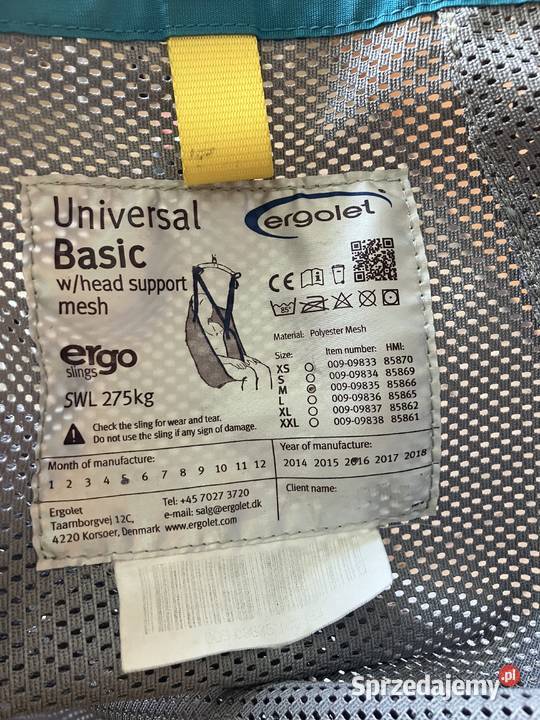 Universal
Basic
w/head support
mesh
ergolet
CE
85°
ergo
slings
SWL 275kg
Material: Polyester Mesh
Size: Item number: HMI:
XS 009-09833 85870
S 009-09834 85869
M 009-09835 85866
L 009-09836 85865
XL 009-09837 85862
XXL 009-09838 85861
Check the sling for wear and tear.
Do not use the sling if any sign of damage.
Month of manufacture:
1 2 3 4 5 6 7 8 9 10 11 12
Year of manufacture:
2014 2015 2016 2017 2018
Ergolet
Taarnborgvej 12C,
4220 Korsoer, Denmark
Tel: +45 7027 3720
e-mail: salg@ergolet.dk
www.ergolet.com
Client name:
Sprzedajemy.pl